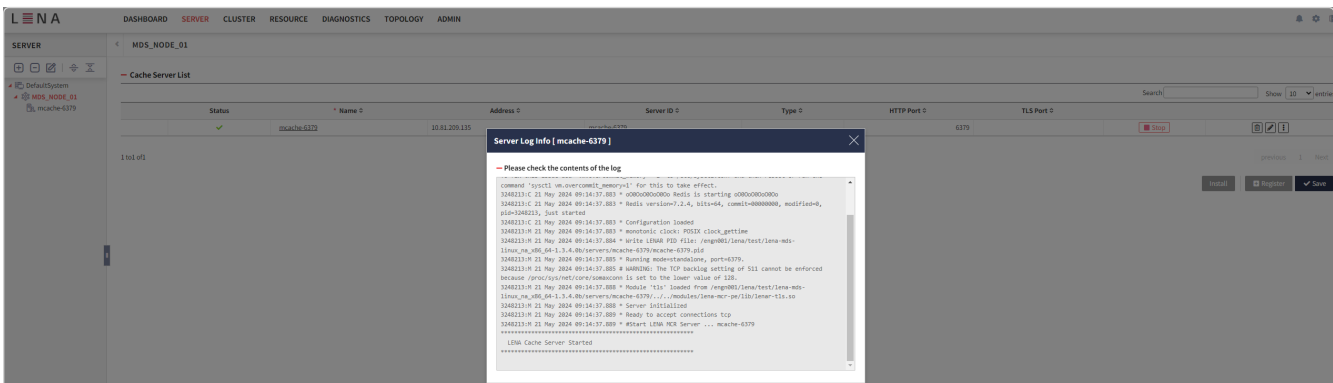 LENA
DASHBOARD SERVER CLUSTER RESOURCE DIAGNOSTICS TOPOLOGY ADMIN
SERVER
MDS_NODE_01
DefaultSystem
MDS_NODE_01
mcache-6379
Cache Server List
Search Show 10 entries
Status * Name Address Server ID Type HTTP Port TLS Port
mcache-6379 10.81.209.135 mcache-6379 6379 Stop
1 to1 of1
previous 1 Next
Install Register Save
Server Log Info [ mcache-6379 ]
Please check the contents of the log
command 'sysctl vm.overcommit_memory=1' for this to take effect.
3248213:C 21 May 2024 09:14:37.883 * oO0OoO0OoO0Oo Redis is starting oO0OoO0OoO0Oo
3248213:C 21 May 2024 09:14:37.883 * Redis version=7.2.4, bits=64, commit=00000000, modified=0,
pid=3248213, just started
3248213:C 21 May 2024 09:14:37.883 * Configuration loaded
3248213:M 21 May 2024 09:14:37.883 * monotonic clock: POSIX clock_gettime
3248213:M 21 May 2024 09:14:37.884 * Write LENAR PID file: /engn001/lena/test/lena-mds-
linux_na_x86_64-1.3.4.0b/servers/mcache-6379/mcache-6379.pid
3248213:M 21 May 2024 09:14:37.885 * Running mode=standalone, port=6379.
3248213:M 21 May 2024 09:14:37.885 # WARNING: The TCP backlog setting of 511 cannot be enforced
because /proc/sys/net/core/somaxconn is set to the lower value of 128.
3248213:M 21 May 2024 09:14:37.888 * Module 'tls' loaded from /engn001/lena/test/lena-mds-
linux_na_x86_64-1.3.4.0b/servers/mcache-6379/../../modules/lena-mcr-pe/lib/lenar-tls.so
3248213:M 21 May 2024 09:14:37.888 * Server initialized
3248213:M 21 May 2024 09:14:37.889 * Ready to accept connections tcp
3248213:M 21 May 2024 09:14:37.889 * #Start LENA MCR Server ... mcache-6379
******************************************************
LENA Cache Server Started
******************************************************